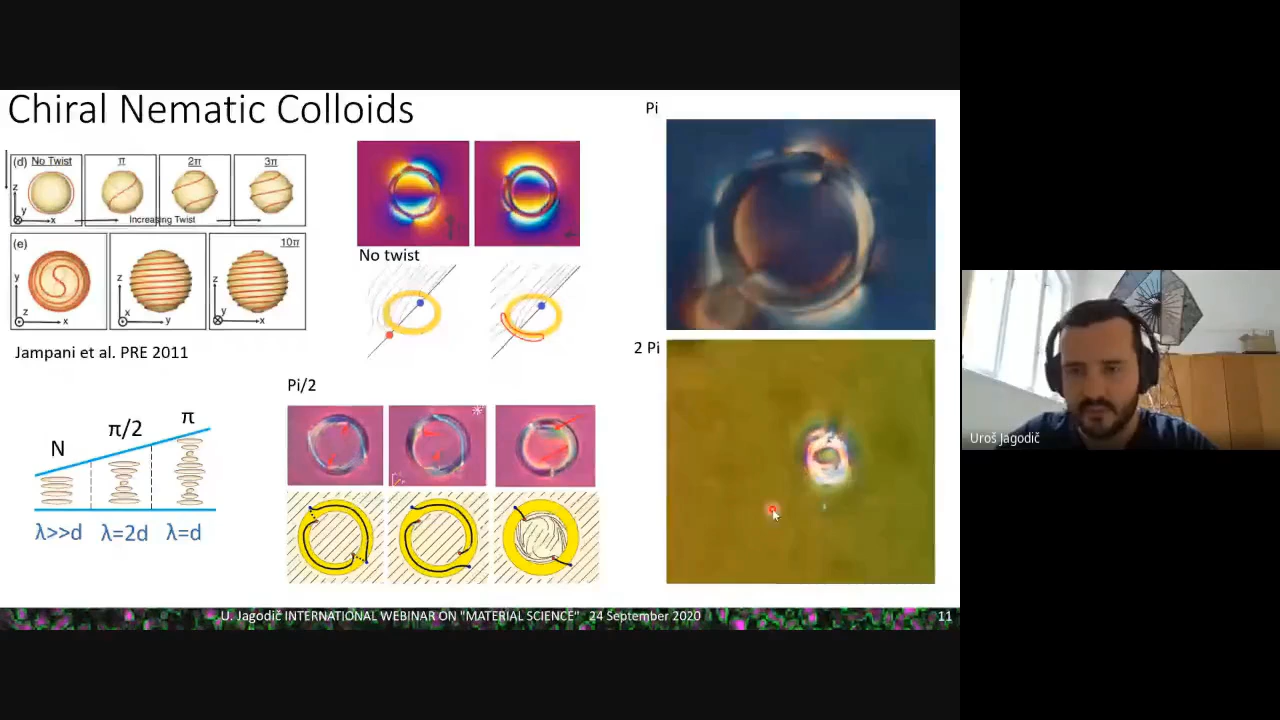 Chiral Nematic Colloids
(d) No Twist π 2π 3π
z
y
x
Increasing Twist
(e) 10π
y
z
x
z
x
y
z
y
x
Jampani et al. PRE 2011
N π/2 π
λ>>d λ=2d λ=d
No twist
Pi/2
Pi
2 Pi
Uroš Jagodič
U. Jagodič INTERNATIONAL WEBINAR ON "MATERIAL SCIENCE" 24 September 2020 11